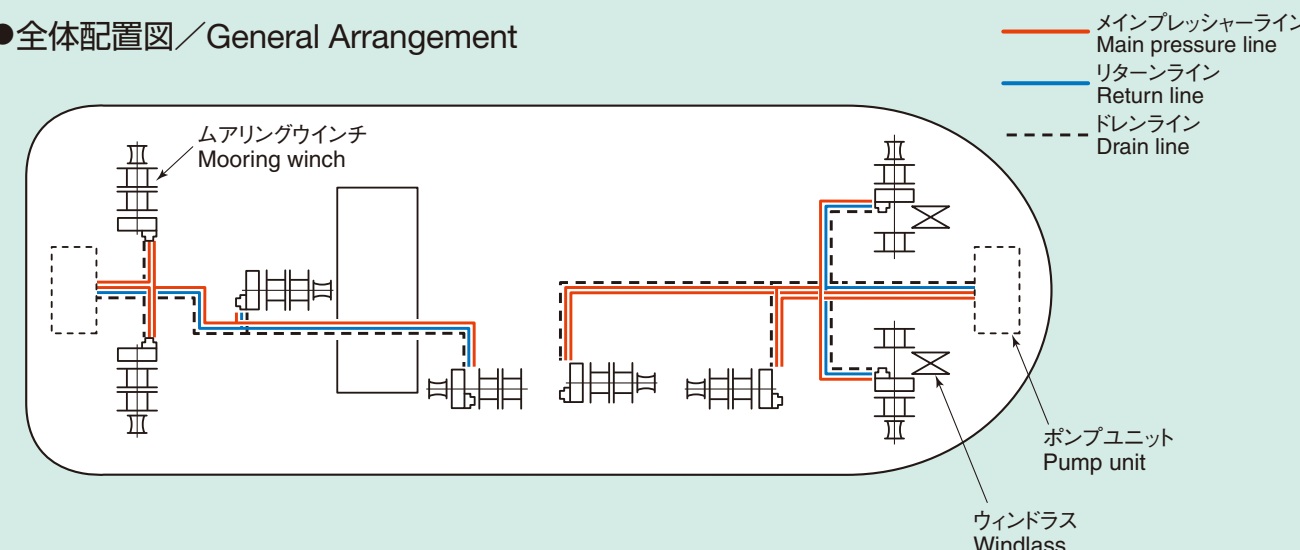 ●全体配置図／General Arrangement
メインプレッシャーライン
Main pressure line
リターンライン
Return line
ドレンライン
Drain line
ムアリングウインチ
Mooring winch
ポンプユニット
Pump unit
ウィンドラス
Windlass